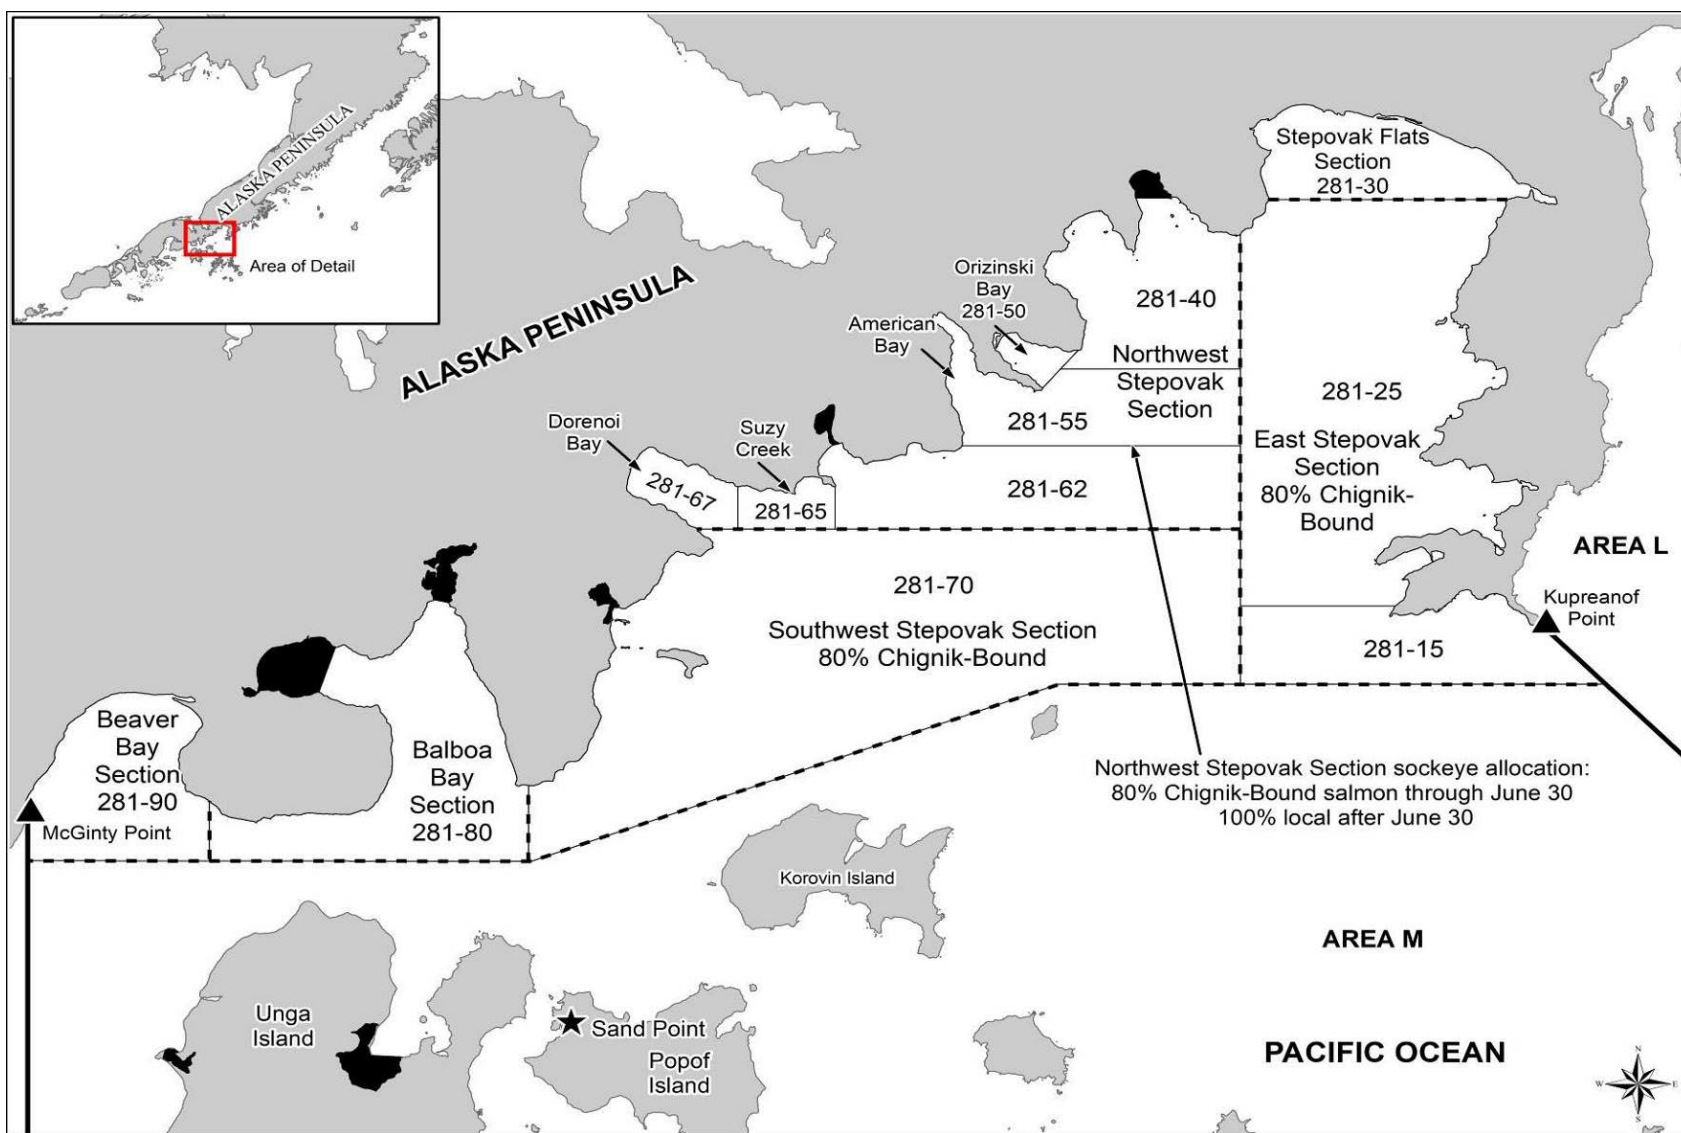 ALASKA PENINSULA
Area of Detail
Stepovak Flats
Section
281-30
Orizinski
Bay
281-50
281-40
American
Bay
ALASKA PENINSULA
Northwest
Stepovak
Section
281-25
281-55
Dorenoi
Bay
Suzy
Creek
East Stepovak
Section
80% Chignik-
Bound
281-67
281-65
281-62
AREA L
281-70
Southwest Stepovak Section
80% Chignik-Bound
Kupreanof
Point
281-15
Beaver
Bay
Section
281-90
Balboa
Bay
Section
281-80
McGinty Point
Northwest Stepovak Section sockeye allocation:
80% Chignik-Bound salmon through June 30
100% local after June 30
Korovin Island
AREA M
Unga
Island
Sand Point
Popof
Island
PACIFIC OCEAN
N
W
E
S